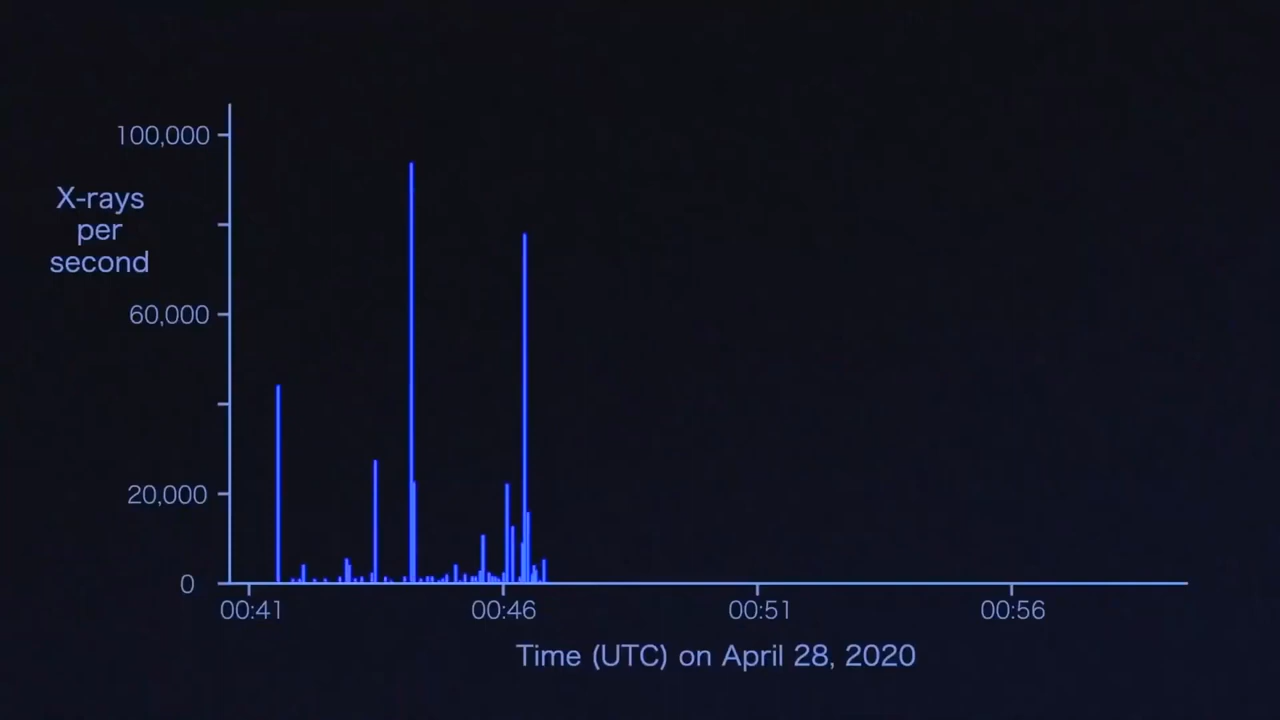 100,000
X-rays
per
second
60,000
20,000
0
00:41 00:46 00:51 00:56
Time (UTC) on April 28, 2020